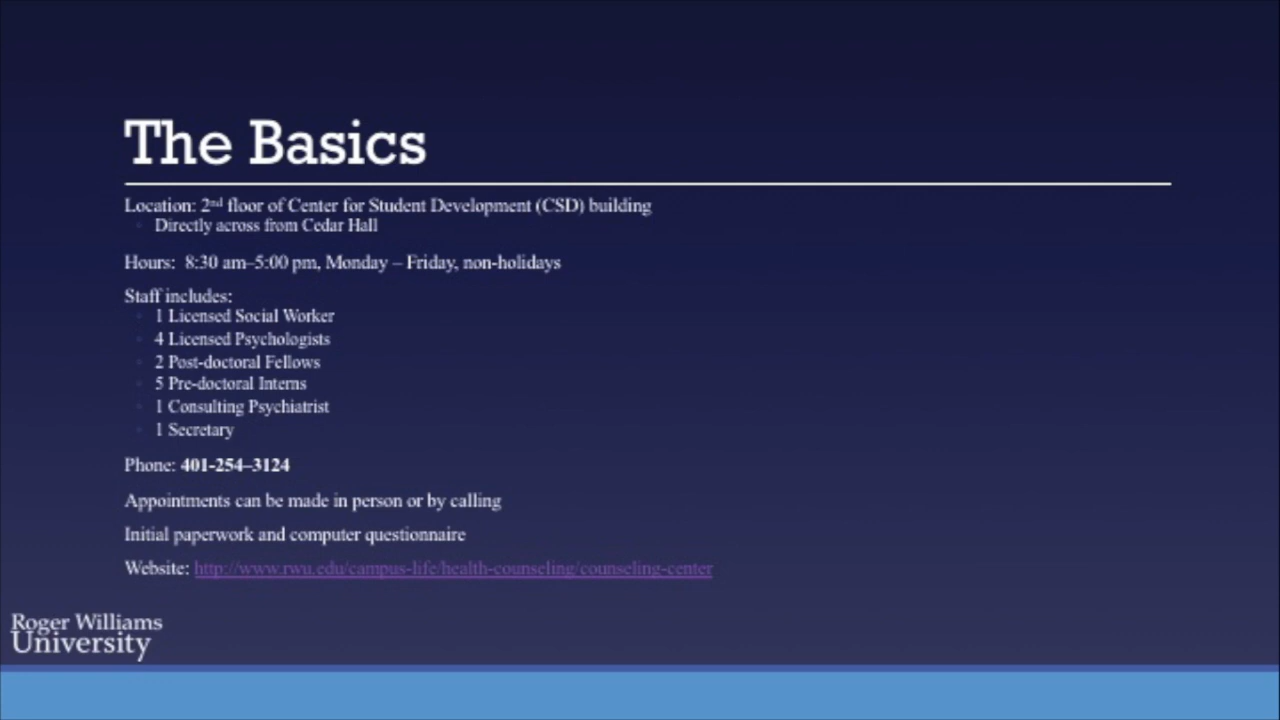 The Basics
Location: 2nd floor of Center for Student Development (CSD) building
Directly across from Cedar Hall
Hours:  8:30 am–5:00 pm, Monday – Friday, non-holidays
Staff includes:
1 Licensed Social Worker
4 Licensed Psychologists
2 Post-doctoral Fellows
5 Pre-doctoral Interns
1 Consulting Psychiatrist
1 Secretary
Phone: 401-254–3124
Appointments can be made in person or by calling
Initial paperwork and computer questionnaire
Website: http://www.rwu.edu/campus-life/health-counseling/counseling-center
Roger Williams
University